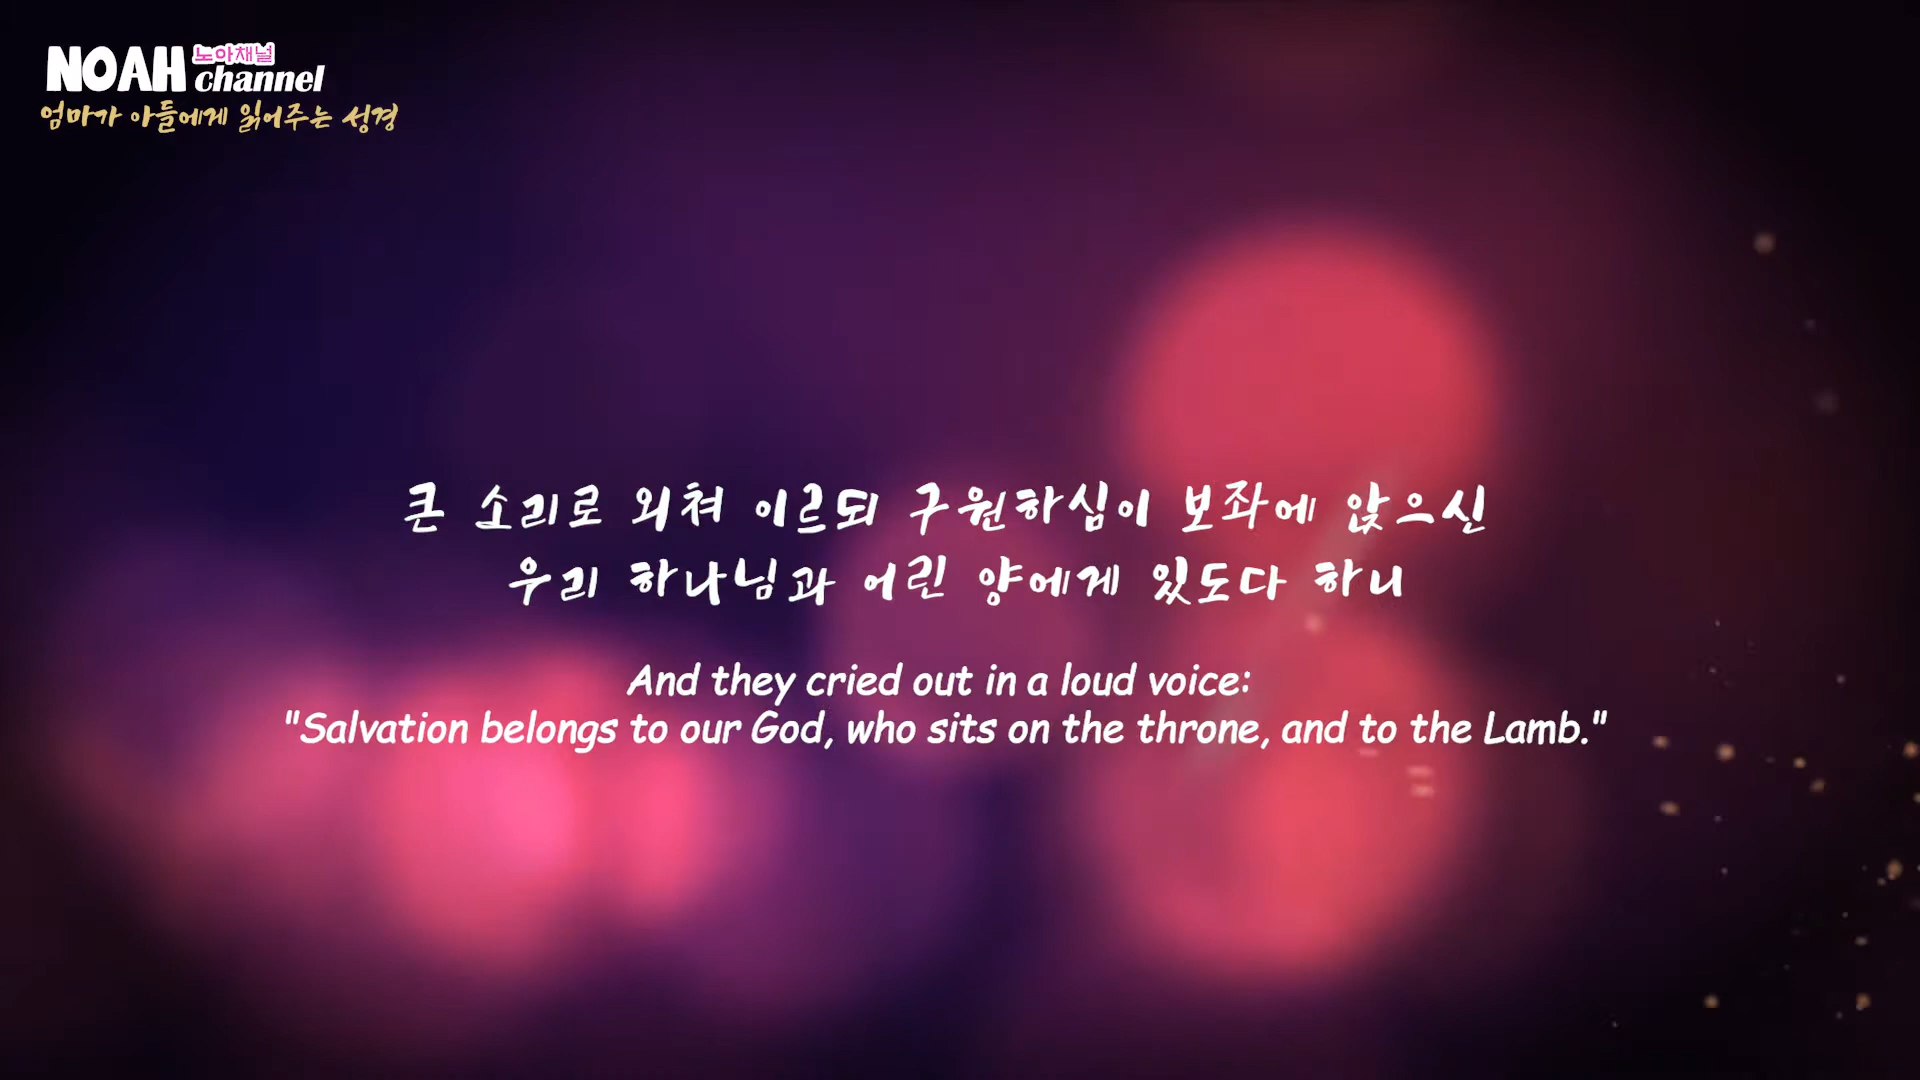 NOAH 노아채널
channel
엄마가 아들에게 읽어주는 성경
큰 소리로 외쳐 이르되 구원하심이 보좌에 앉으신
우리 하나님과 어린 양에게 있도다 하니
And they cried out in a loud voice:
"Salvation belongs to our God, who sits on the throne, and to the Lamb."